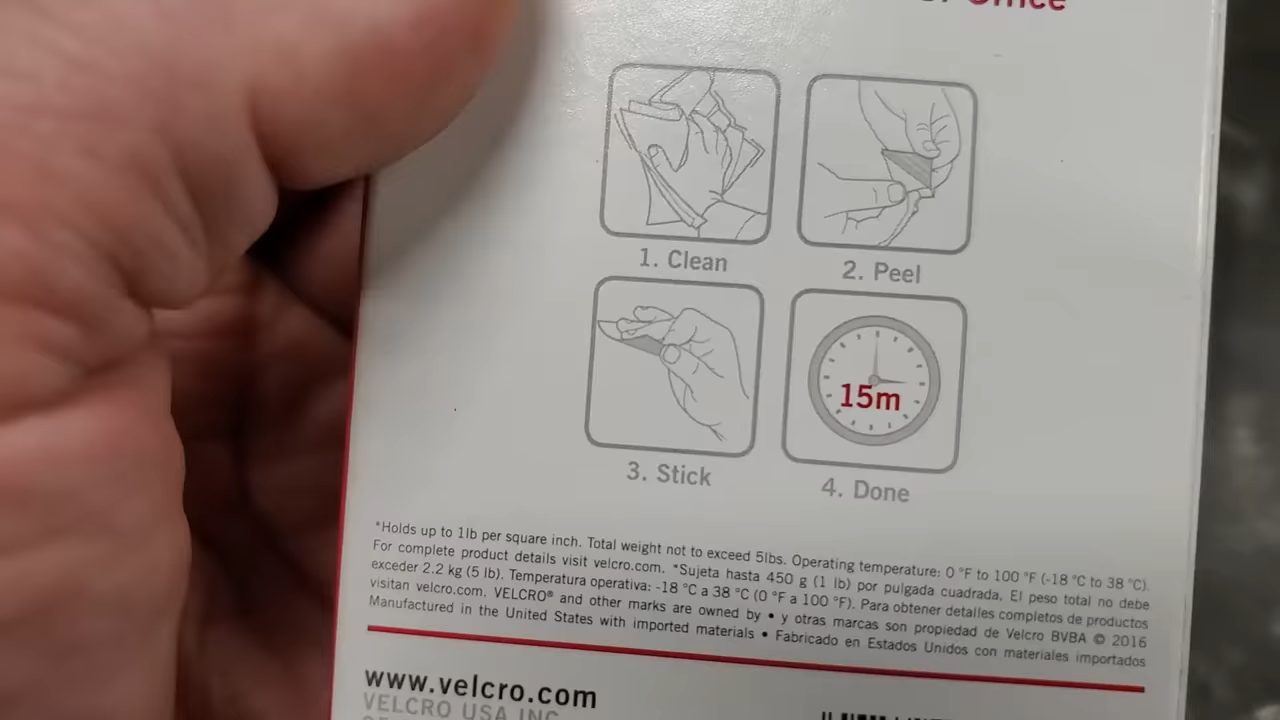 Office
1. Clean
2. Peel
15m
3. Stick
4. Done
*Holds up to 1lb per square inch. Total weight not to exceed 5lbs. Operating temperature: 0 °F to 100 °F (-18 °C to 38 °C).
For complete product details visit velcro.com. *Sujeta hasta 450 g (1 lb) por pulgada cuadrada. El peso total no debe
exceder 2.2 kg (5 lb). Temperatura operativa: -18 °C a 38 °C (0 °F a 100 °F). Para obtener detalles completos de productos
visitan velcro.com. VELCRO® and other marks are owned by • y otras marcas son propiedad de Velcro BVBA © 2016
Manufactured in the United States with imported materials • Fabricado en Estados Unidos con materiales importados
www.velcro.com
VELCRO USA INC